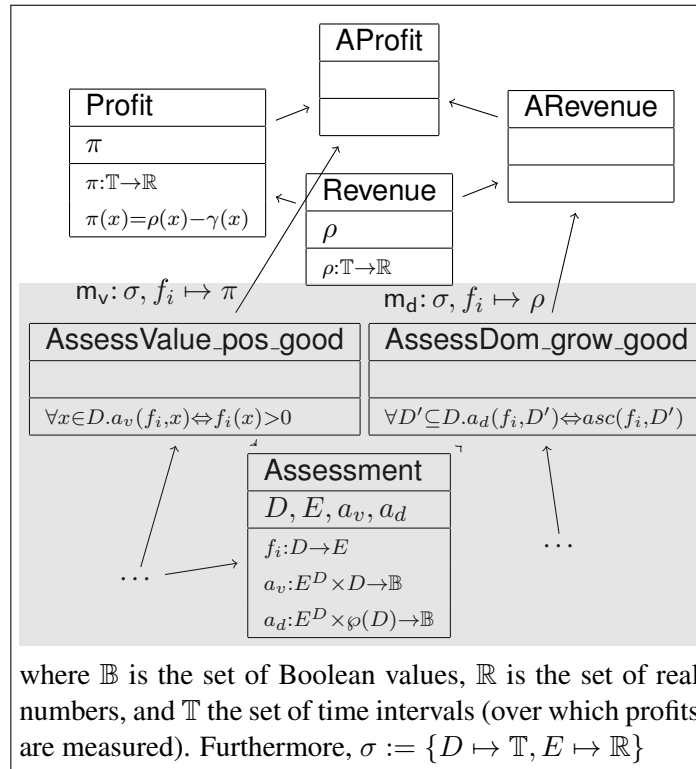 AProfit
Profit
π
π:𝕋→ℝ
π(x)=ρ(x)−γ(x)
ARevenue
Revenue
ρ
ρ:𝕋→ℝ
m_v: σ, f_i ↦ π
m_d: σ, f_i ↦ ρ
AssessValue_pos_good
∀x∈D.a_v(f_i,x)⇔f_i(x)>0
AssessDom_grow_good
∀D′⊆D.a_d(f_i,D′)⇔asc(f_i,D′)
Assessment
D, E, a_v, a_d
f_i:D→E
a_v:E^D×D→𝔹
a_d:E^D×℘(D)→𝔹
...
...
where 𝔹 is the set of Boolean values, ℝ is the set of real
numbers, and 𝕋 the set of time intervals (over which profits
are measured). Furthermore, σ := {D ↦ 𝕋, E ↦ ℝ}